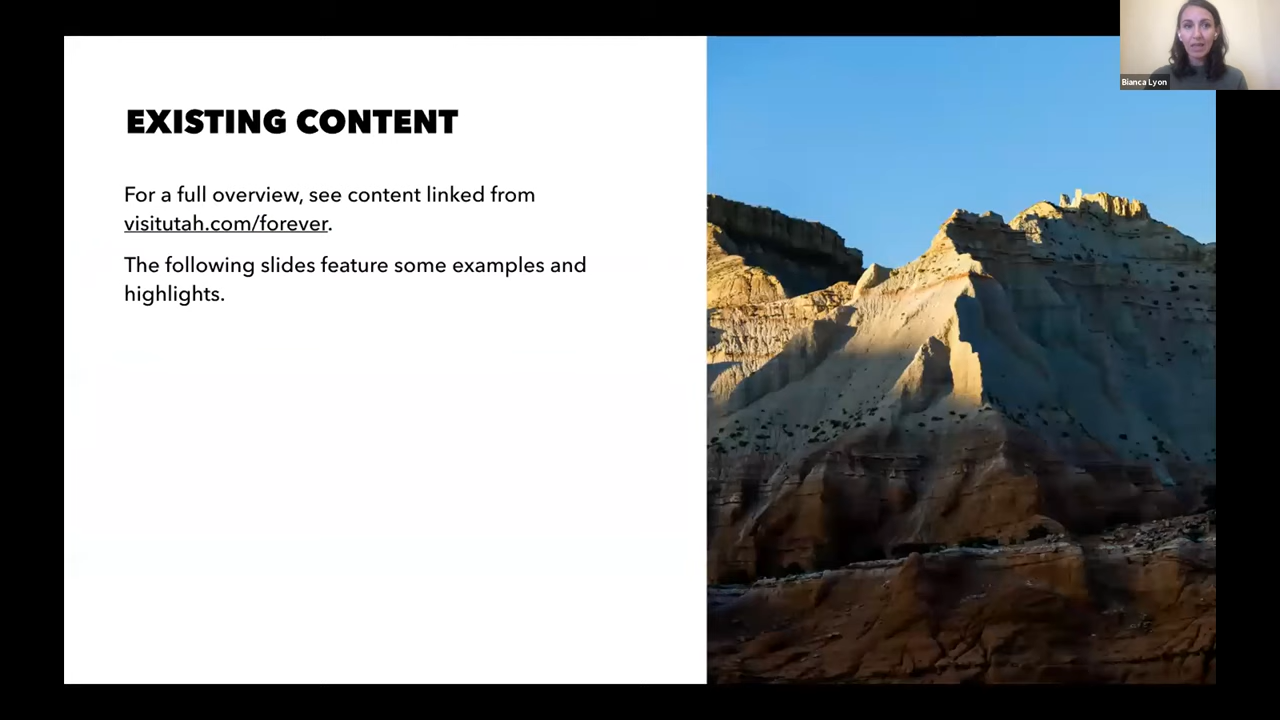 EXISTING CONTENT
For a full overview, see content linked from
visitutah.com/forever.
The following slides feature some examples and
highlights.
Bianca Lyon